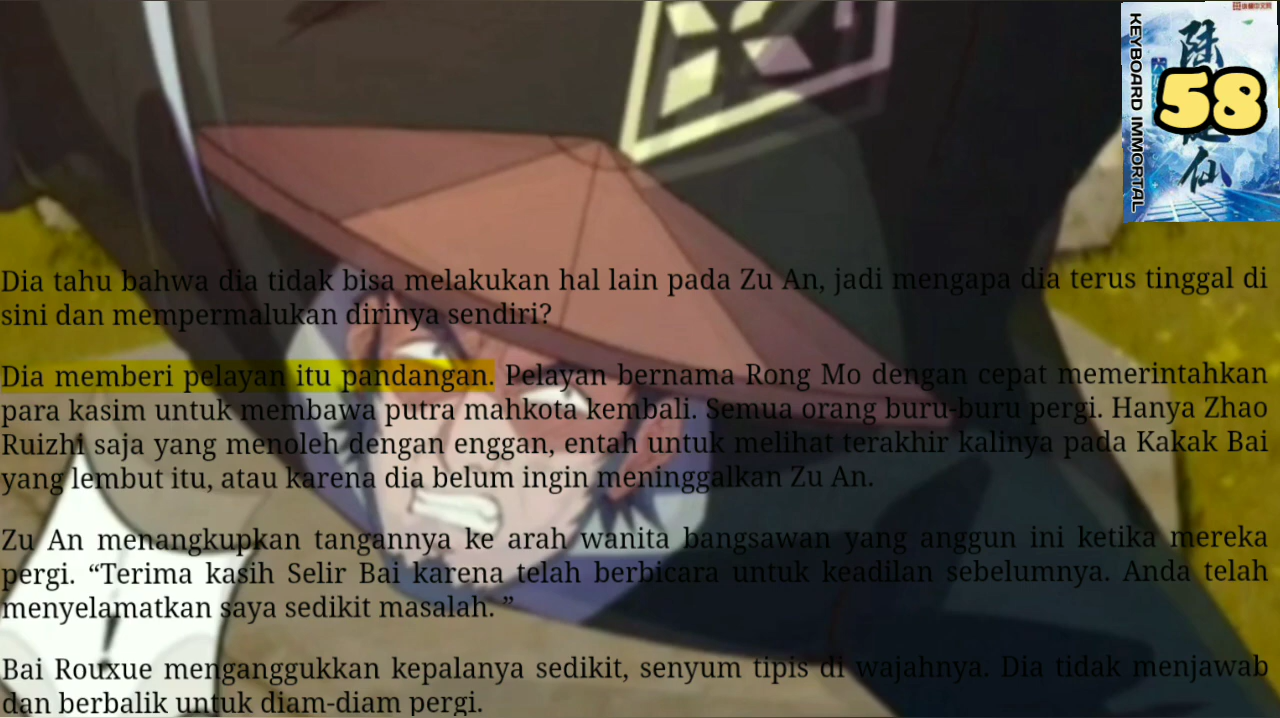 KEYBOARD IMMORTAL
陸
仙
58
Dia tahu bahwa dia tidak bisa melakukan hal lain pada Zu An, jadi mengapa dia terus tinggal di
sini dan mempermalukan dirinya sendiri?
Dia memberi pelayan itu pandangan. Pelayan bernama Rong Mo dengan cepat memerintahkan
para kasim untuk membawa putra mahkota kembali. Semua orang buru-buru pergi. Hanya Zhao
Ruizhi saja yang menoleh dengan enggan, entah untuk melihat terakhir kalinya pada Kakak Bai
yang lembut itu, atau karena dia belum ingin meninggalkan Zu An.
Zu An menangkupkan tangannya ke arah wanita bangsawan yang anggun ini ketika mereka
pergi. “Terima kasih Selir Bai karena telah berbicara untuk keadilan sebelumnya. Anda telah
menyelamatkan saya sedikit masalah. ”
Bai Rouxue menganggukkan kepalanya sedikit, senyum tipis di wajahnya. Dia tidak menjawab
dan berbalik untuk diam-diam pergi.